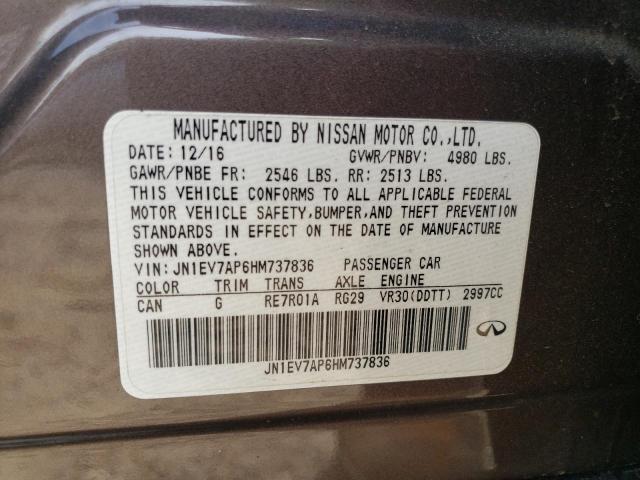 MANUFACTURED BY NISSAN MOTOR CO.,LTD.
DATE: 12/16 GVWR/PNBV: 4980 LBS.
GAWR/PNBE FR: 2546 LBS. RR: 2513 LBS.
THIS VEHICLE CONFORMS TO ALL APPLICABLE FEDERAL
MOTOR VEHICLE SAFETY,BUMPER,AND THEFT PREVENTION
STANDARDS IN EFFECT ON THE DATE OF MANUFACTURE
SHOWN ABOVE.
VIN: JN1EV7AP6HM737836 PASSENGER CAR
COLOR TRIM TRANS AXLE ENGINE
CAN G RE7R01A RG29 VR30(DDTT) 2997CC
JN1EV7AP6HM737836